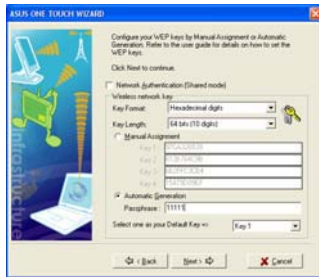 ASUS ONE TOUCH WIZARD
Configure your WEP keys by Manual Assignment or Automatic
Generation. Refer to the user guide for details on how to set the
WEP keys.
Click Next to continue.
Network Authentication (Shared mode)
Wireless network key
Key Format: Hexadecimal digits
Key Length: 64 bits (10 digits)
Manual Assignment
Key 1:
Key 2:
Key 3:
Key 4:
Automatic Generation
Passphrase: 11111
Select one as your Default Key =>
Key 1
< Back
Next >
Cancel
Infrastructure